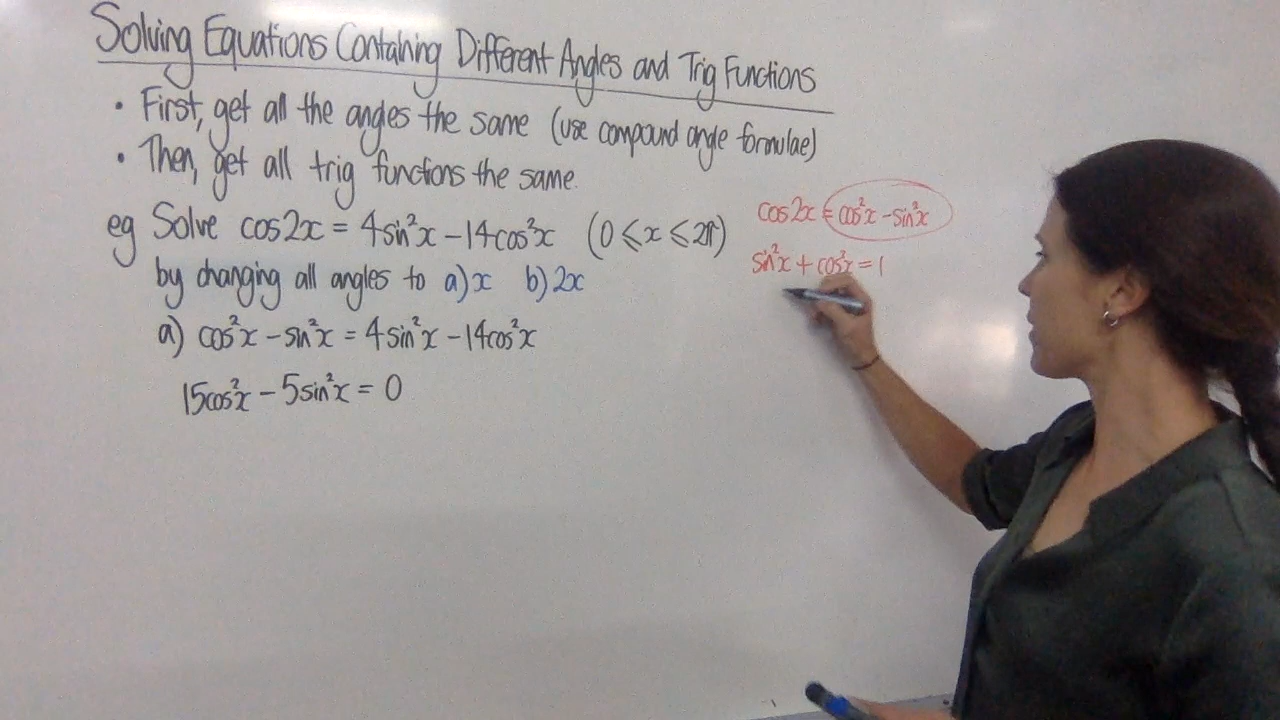 Solving Equations Containing Different Angles and Trig Functions
• First, get all the angles the same (use compound angle formulae)
• Then, get all trig functions the same.
eg Solve cos2x = 4sin²x - 14cos²x (0 ⩽ x ⩽ 2π)
by changing all angles to a) x b) 2x
a) cos²x - sin²x = 4sin²x - 14cos²x
15cos²x - 5sin²x = 0
cos2x = cos²x - sin²x
sin²x + cos²x = 1